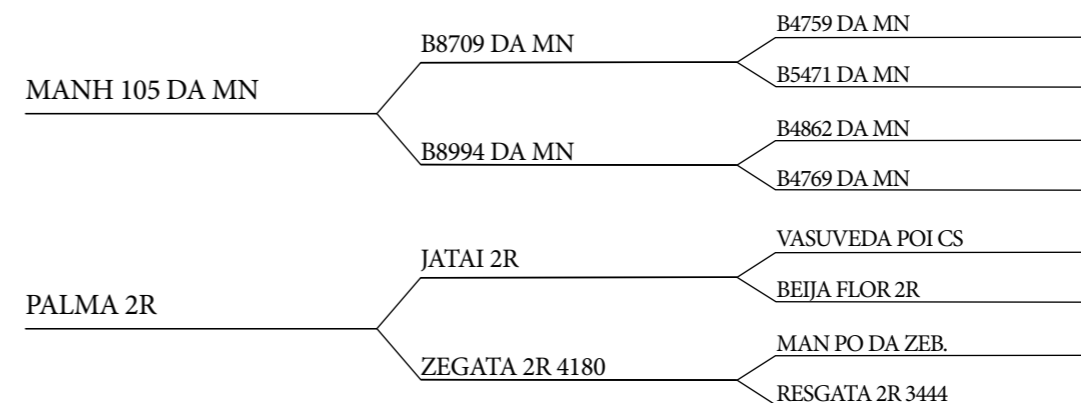 B4759 DA MN
B8709 DA MN
B5471 DA MN
MANH 105 DA MN
B4862 DA MN
B8994 DA MN
B4769 DA MN
VASUVEDA POI CS
JATAI 2R
BEIJA FLOR 2R
PALMA 2R
MAN PO DA ZEB.
ZEGATA 2R 4180
RESGATA 2R 3444